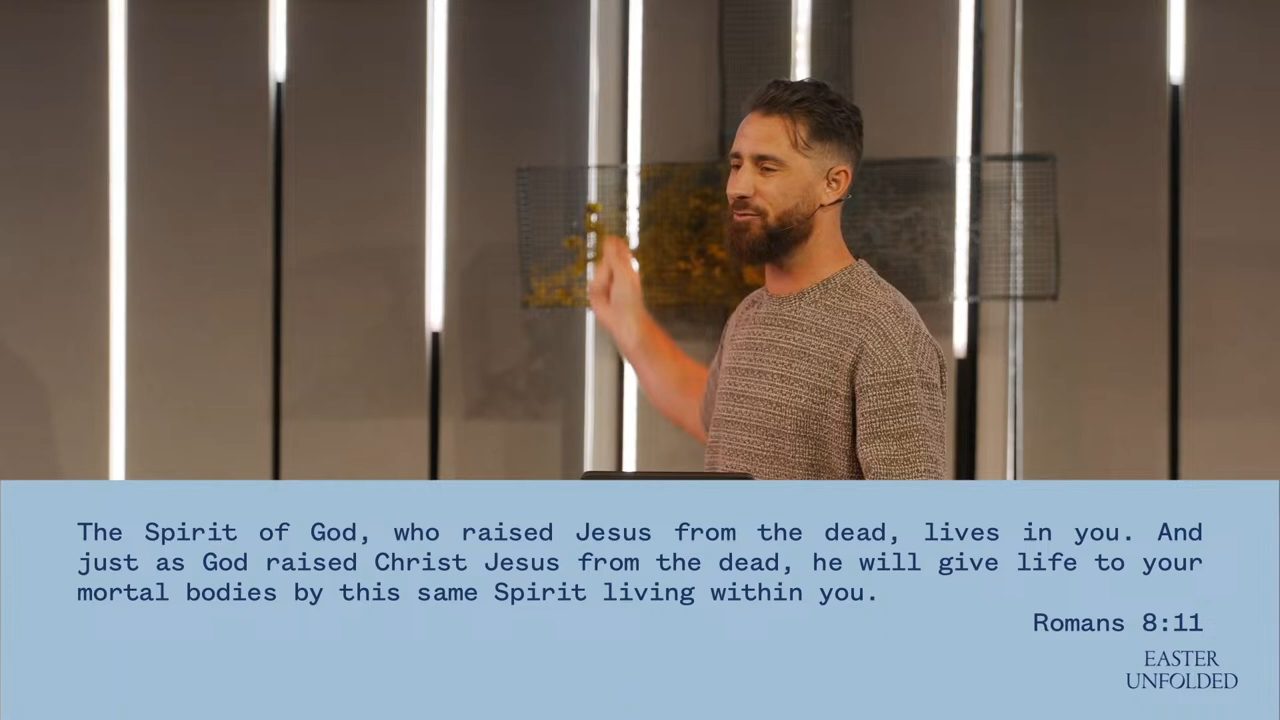 The Spirit of God, who raised Jesus from the dead, lives in you. And
just as God raised Christ Jesus from the dead, he will give life to your
mortal bodies by this same Spirit living within you.
Romans 8:11
EASTER
UNFOLDED